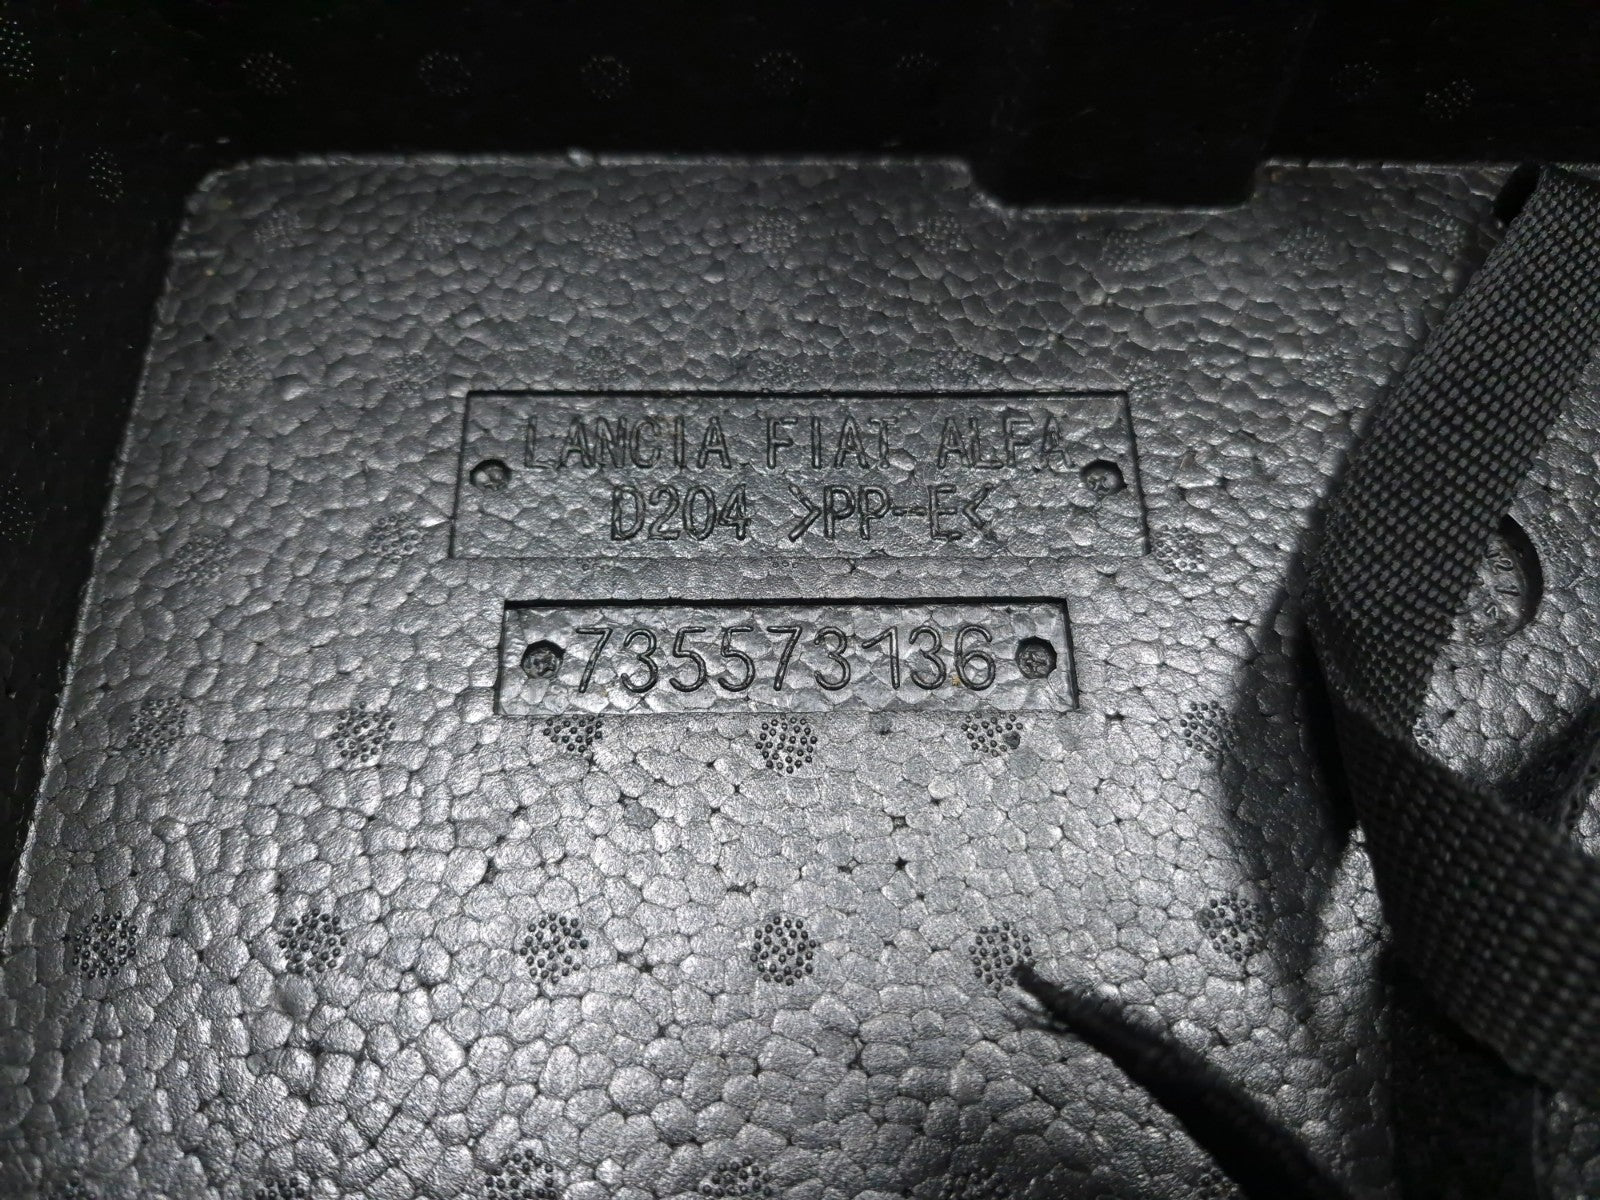 LANCIA FIAT ALFA
D204 >PP-E<
735573136